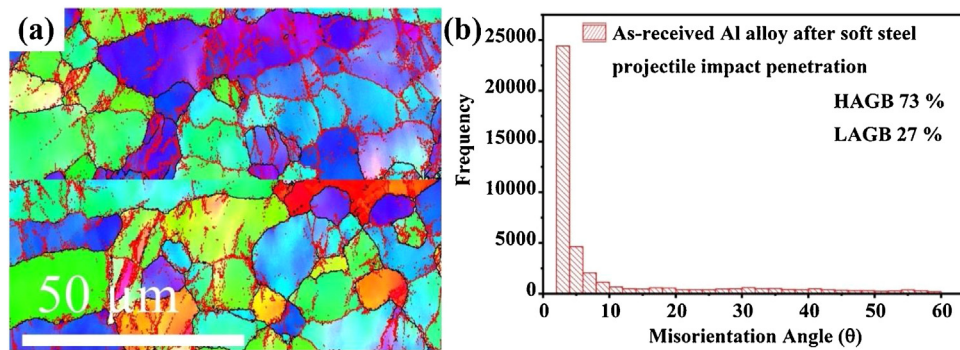 (a)
50 µm
(b)
As-received Al alloy after soft steel
projectile impact penetration
HAGB 73 %
LAGB 27 %
Frequency
25000
20000
15000
10000
5000
0
0 10 20 30 40 50 60
Misorientation Angle (θ)